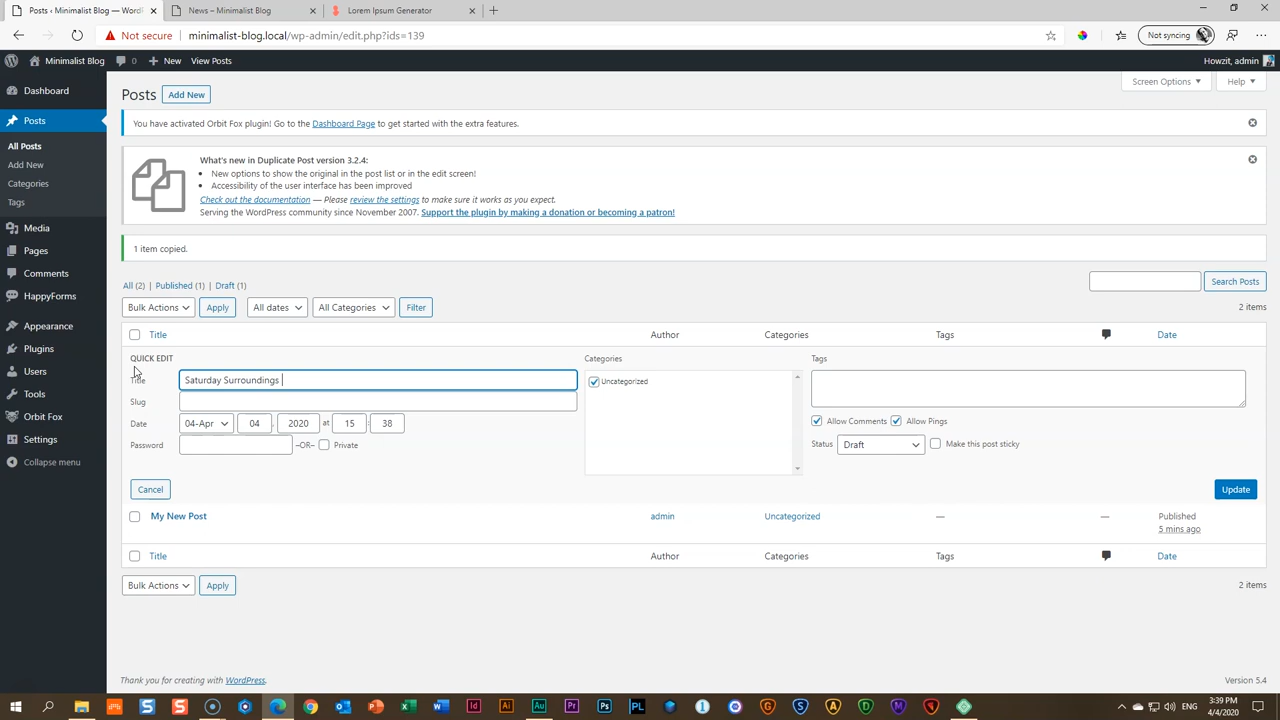 Posts ‹ Minimalist Blog — Wor
News – Minimalist Blog
Lorem Ipsum Generator
Not secure
minimalist-blog.local/wp-admin/edit.php?ids=139
Not syncing
Minimalist Blog
0
New
View Posts
Howzit, admin
Dashboard
Posts
All Posts
Add New
Categories
Tags
Media
Pages
Comments
HappyForms
Appearance
Plugins
Users
Tools
Orbit Fox
Settings
Collapse menu
Screen Options
Help
Posts
Add New
You have activated Orbit Fox plugin! Go to the Dashboard Page to get started with the extra features.
What's new in Duplicate Post version 3.2.4:
New options to show the original in the post list or in the edit screen!
Accessibility of the user interface has been improved
Check out the documentation — Please review the settings to make sure it works as you expect.
Serving the WordPress community since November 2007. Support the plugin by making a donation or becoming a patron!
1 item copied.
All (2) | Published (1) | Draft (1)
Search Posts
Bulk Actions
Apply
All dates
All Categories
Filter
2 items
Title
Author
Categories
Tags
Date
QUICK EDIT
Title
Saturday Surroundings
Slug
Date
04-Apr
04
, 2020 at 15 : 38
Password
–OR–
Private
Categories
Uncategorized
Tags
Allow Comments
Allow Pings
Status
Draft
Make this post sticky
Cancel
Update
My New Post
admin
Uncategorized
—
—
Published
5 mins ago
Title
Author
Categories
Tags
Date
Bulk Actions
Apply
2 items
Thank you for creating with WordPress.
Version 5.4
ENG
3:39 PM
4/4/2020